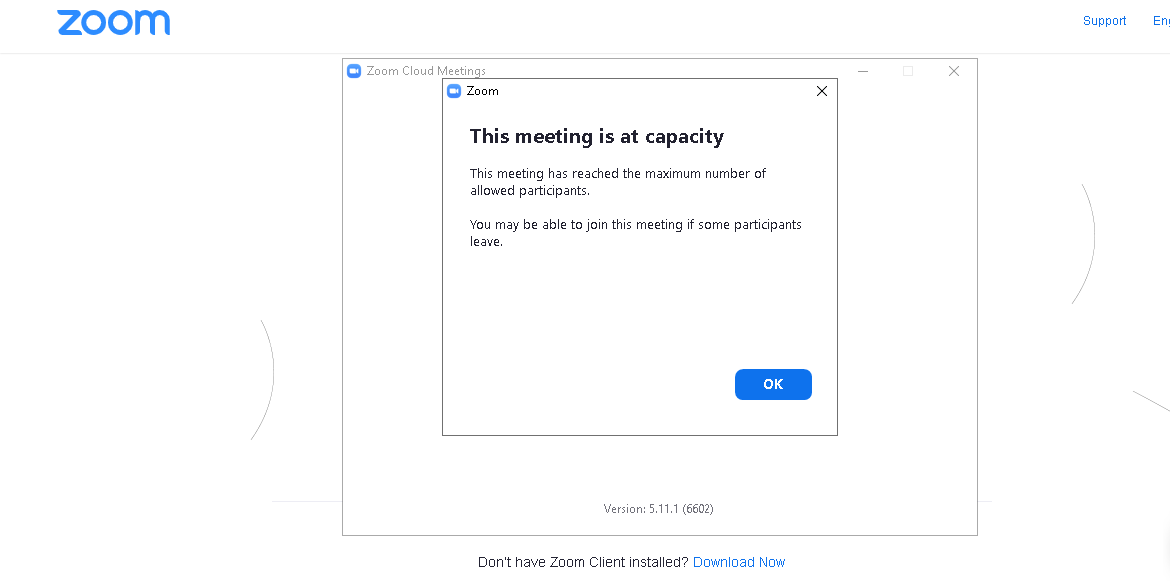 zoom
Support
Zoom Cloud Meetings
Zoom
This meeting is at capacity
This meeting has reached the maximum number of
allowed participants.
You may be able to join this meeting if some participants
leave.
OK
Version: 5.11.1 (6602)
Don't have Zoom Client installed? Download Now